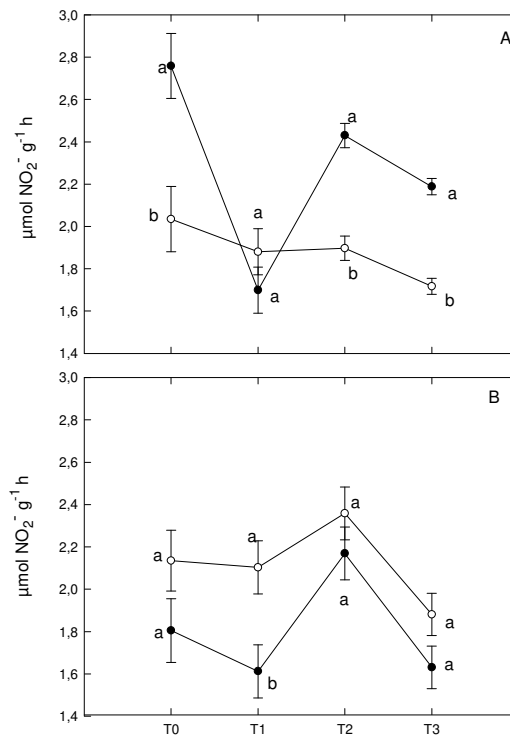 3,0
A
2,8
a
a
2,6
2,4
2,2
a
b
a
2,0
1,8
b
a
b
1,6
1,4
µmol NO₂⁻ g⁻¹ h
3,0
B
2,8
2,6
2,4
a
2,2
a
a
2,0
1,8
a
a
a
1,6
b
a
1,4
µmol NO₂⁻ g⁻¹ h
T0 T1 T2 T3